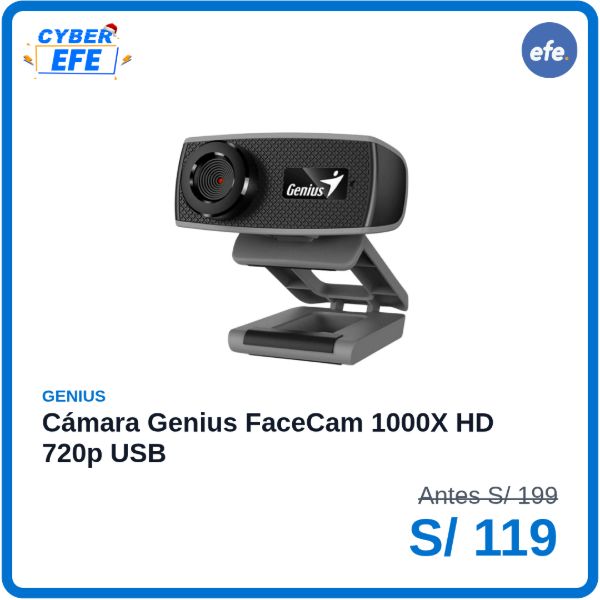 CYBER
EFE
efe.
Genius
GENIUS
Cámara Genius FaceCam 1000X HD
720p USB
Antes S/ 199
S/ 119